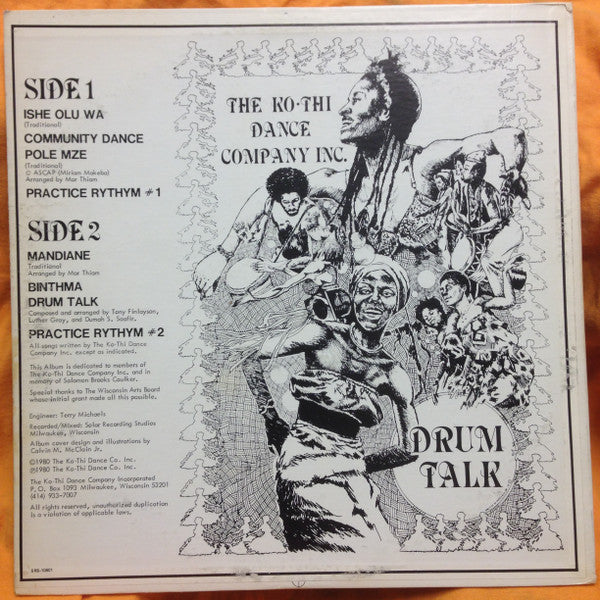 SIDE 1
ISHE OLU WA
(Traditional)
COMMUNITY DANCE
POLE MZE
(Traditional)
© ASCAP (Miriam Makeba)
Arranged by Mor Thiam
PRACTICE RYTHYM #1
SIDE 2
MANDIANE
Traditional
Arranged by Mor Thiam
BINTHMA
DRUM TALK
Composed and arranged by Tony Finlayson,
Luther Gray, and Dumah S. Saafir.
PRACTICE RYTHYM #2
All songs written by The Ko-Thi Dance
Company Inc. except as indicated.
This Album is dedicated to members of
The Ko-Thi Dance Company Inc. and in
memory of Solomon Brooks Caulker.
Special thanks to The Wisconsin Arts Board
whose initial grant made all this possible.
Engineer: Terry Michaels
Recorded/Mixed: Solar Recording Studios
Milwaukee, Wisconsin
Album cover design and illustrations by
Calvin M. McClain Jr.
©1980 The Ko-Thi Dance Co. Inc.
℗1980 The Ko-Thi Dance Co. Inc.
The Ko-Thi Dance Company Incorporated
P.O. Box 1093 Milwaukee, Wisconsin 53201
(414) 933-7007
All rights reserved, unauthorized duplication
is a violation of applicable laws.
THE KO-THI
DANCE
COMPANY INC.
DRUM
TALK